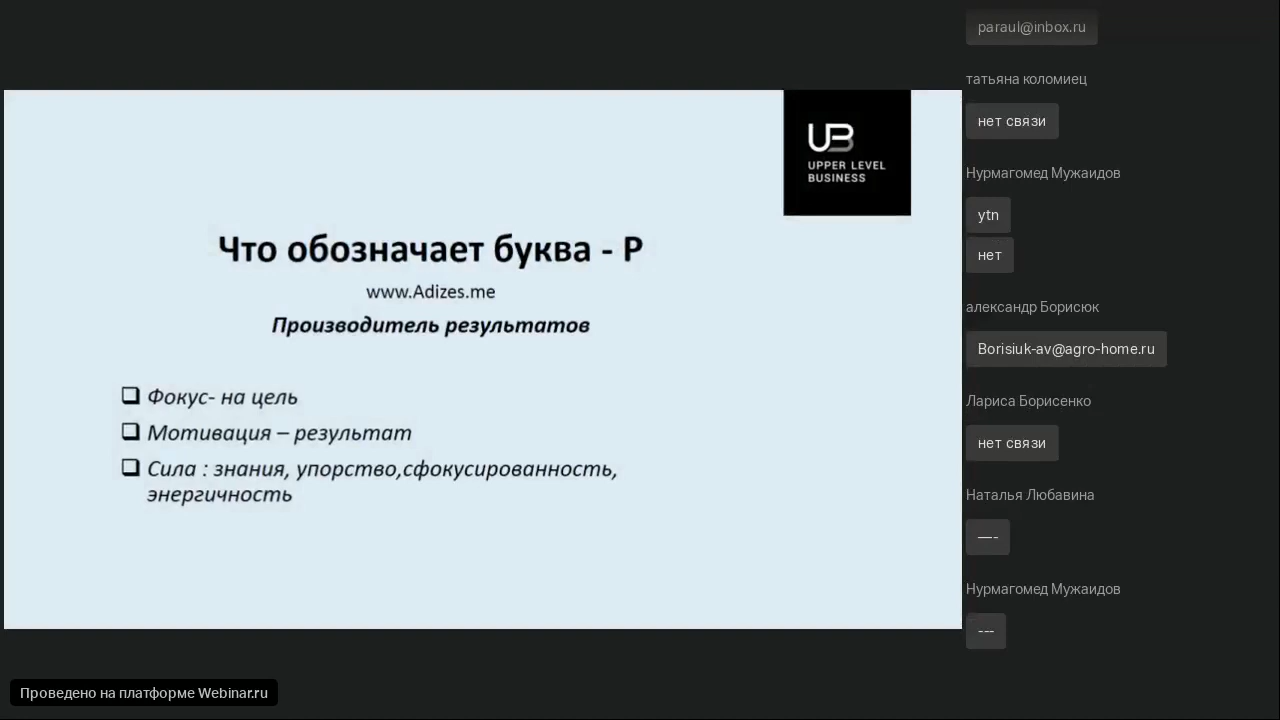 UB
UPPER LEVEL
BUSINESS
Что обозначает буква - P
www.Adizes.me
Производитель результатов
Фокус- на цель
Мотивация – результат
Сила : знания, упорство,сфокусированность,
энергичность
Проведено на платформе Webinar.ru
paraul@inbox.ru
татьяна коломиец
нет связи
Нурмагомед Мужаидов
ytn
нет
александр Борисюк
Borisiuk-av@agro-home.ru
Лариса Борисенко
нет связи
Наталья Любавина
—-
Нурмагомед Мужаидов
---